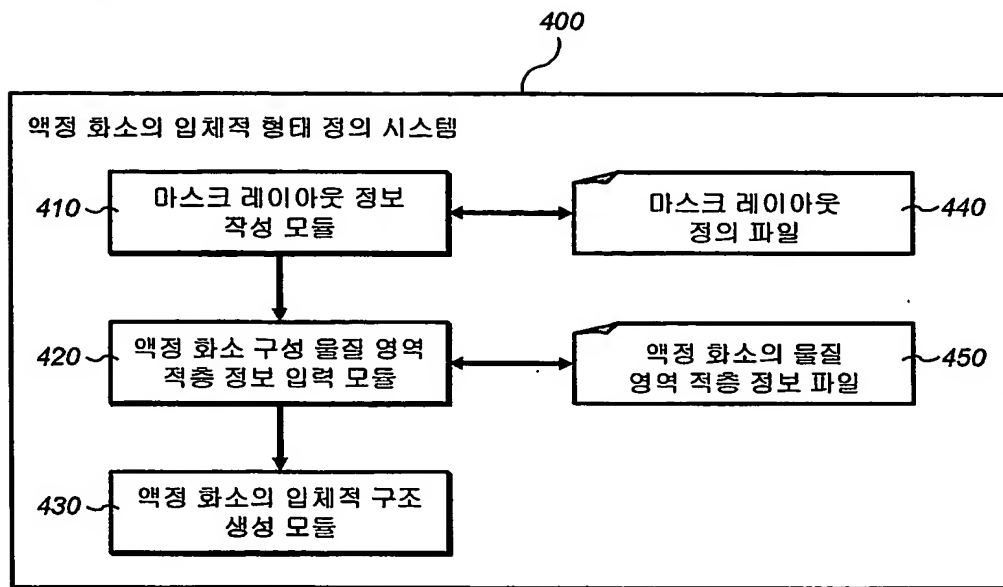 400
액정 화소의 입체적 형태 정의 시스템
410
마스크 레이아웃 정보
작성 모듈
마스크 레이아웃
정의 파일
440
420
액정 화소 구성 물질 영역
적층 정보 입력 모듈
액정 화소의 물질
영역 적층 정보 파일
450
430
액정 화소의 입체적 구조
생성 모듈